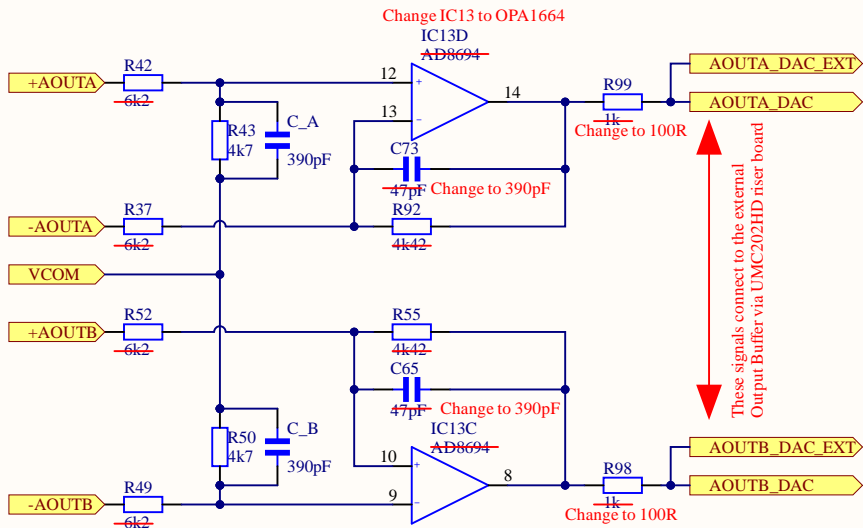 Change IC13 to OPA1664
IC13D
AD8694
R42
+AOUTA
6k2
12
13
14
R99
1k
Change to 100R
AOUTA_DAC_EXT
AOUTA_DAC
R43
4k7
C_A
390pF
C73
47pF
Change to 390pF
R37
-AOUTA
6k2
R92
4k42
VCOM
These signals connect to the external
Output Buffer via UMC202HD riser board
R52
+AOUTB
6k2
R55
4k42
C65
47pF
Change to 390pF
R50
4k7
C_B
390pF
IC13C
AD8694
10
9
8
R49
-AOUTB
6k2
R98
1k
Change to 100R
AOUTB_DAC_EXT
AOUTB_DAC